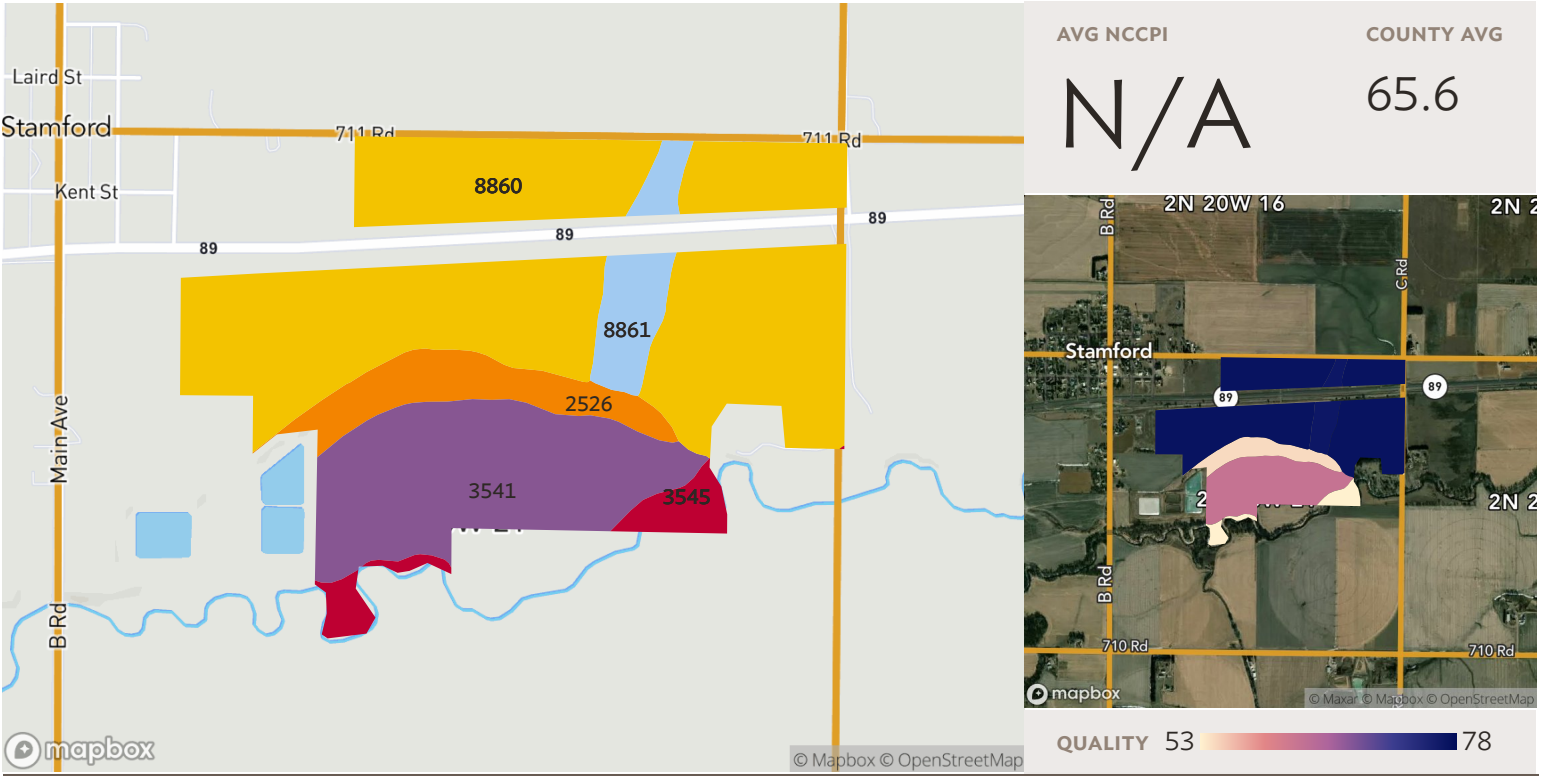 Laird St
Stamford
711 Rd
711 Rd
Kent St
8860
89
89
89
8861
2526
Main Ave
3541
3545
B Rd
mapbox
© Mapbox © OpenStreetMap
AVG NCCPI
COUNTY AVG
N/A
65.6
B Rd
2N 20W 16
2N 2
C Rd
Stamford
89
89
2N 2
B Rd
710 Rd
710 Rd
mapbox
© Maxar © Mapbox © OpenStreetMap
QUALITY 53
78